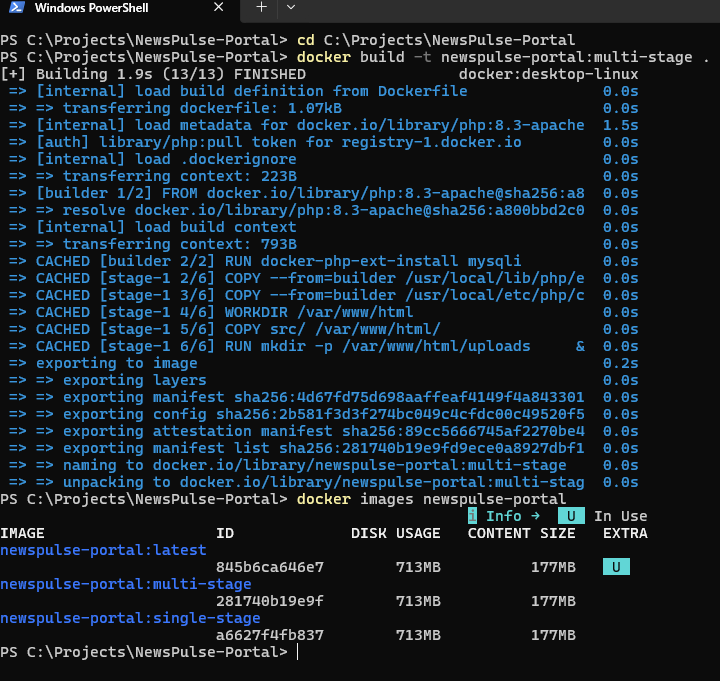 Windows PowerShell
PS C:\Projects\NewsPulse-Portal> cd C:\Projects\NewsPulse-Portal
PS C:\Projects\NewsPulse-Portal> docker build -t newspulse-portal:multi-stage .
[+] Building 1.9s (13/13) FINISHED docker:desktop-linux
=> [internal] load build definition from Dockerfile 0.0s
=> => transferring dockerfile: 1.07kB 0.0s
=> [internal] load metadata for docker.io/library/php:8.3-apache 1.5s
=> [auth] library/php:pull token for registry-1.docker.io 0.0s
=> [internal] load .dockerignore 0.0s
=> => transferring context: 223B 0.0s
=> [builder 1/2] FROM docker.io/library/php:8.3-apache@sha256:a8 0.0s
=> => resolve docker.io/library/php:8.3-apache@sha256:a800bbd2c0 0.0s
=> [internal] load build context 0.0s
=> => transferring context: 793B 0.0s
=> CACHED [builder 2/2] RUN docker-php-ext-install mysqli 0.0s
=> CACHED [stage-1 2/6] COPY --from=builder /usr/local/lib/php/e 0.0s
=> CACHED [stage-1 3/6] COPY --from=builder /usr/local/etc/php/c 0.0s
=> CACHED [stage-1 4/6] WORKDIR /var/www/html 0.0s
=> CACHED [stage-1 5/6] COPY src/ /var/www/html/ 0.0s
=> CACHED [stage-1 6/6] RUN mkdir -p /var/www/html/uploads & 0.0s
=> exporting to image 0.2s
=> => exporting layers 0.0s
=> => exporting manifest sha256:4d67fd75d698aaffeaf4149f4a843301 0.0s
=> => exporting config sha256:2b581f3d3f274bc049c4cfdc00c49520f5 0.0s
=> => exporting attestation manifest sha256:89cc5666745af2270be4 0.0s
=> => exporting manifest list sha256:281740b19e9fd9ece0a8927dbf1 0.0s
=> => naming to docker.io/library/newspulse-portal:multi-stage 0.0s
=> => unpacking to docker.io/library/newspulse-portal:multi-stag 0.0s
PS C:\Projects\NewsPulse-Portal> docker images newspulse-portal
i Info → U In Use
IMAGE ID DISK USAGE CONTENT SIZE EXTRA
newspulse-portal:latest
845b6ca646e7 713MB 177MB U
newspulse-portal:multi-stage
281740b19e9f 713MB 177MB
newspulse-portal:single-stage
a6627f4fb837 713MB 177MB
PS C:\Projects\NewsPulse-Portal>